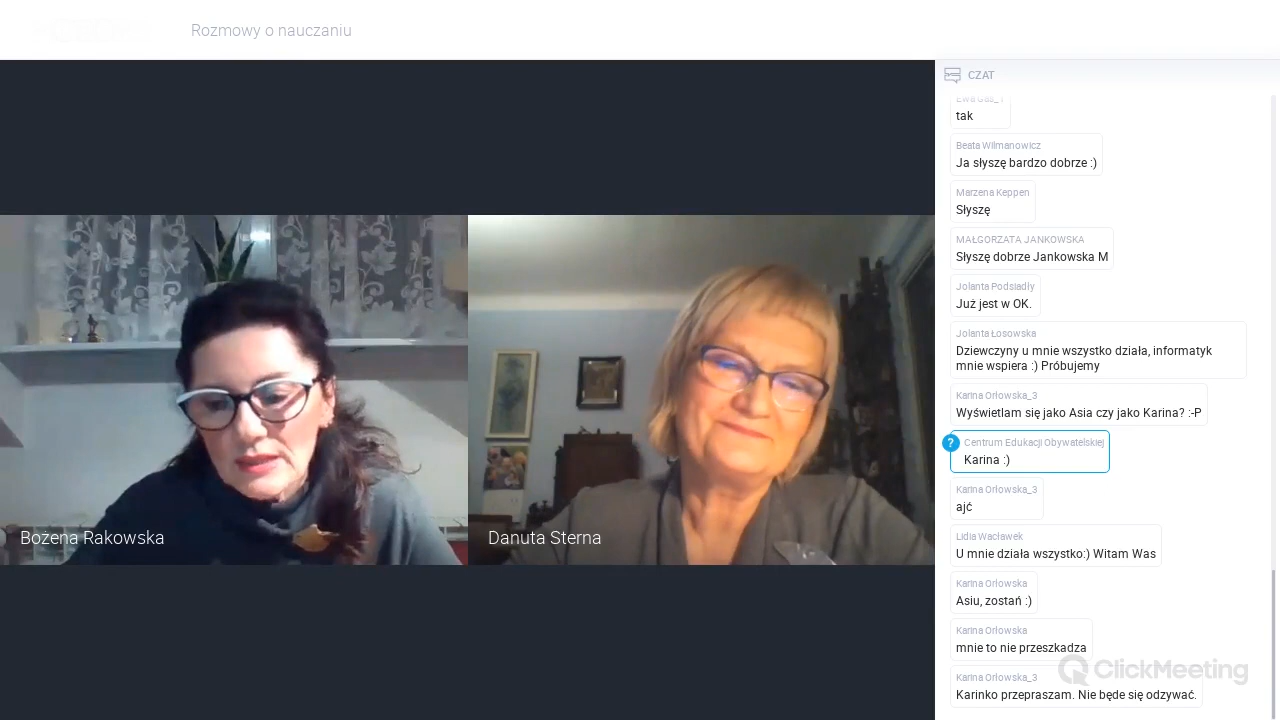 Rozmowy o nauczaniu
CZAT
tak
Beata Wilmanowicz
Ja słyszę bardzo dobrze :)
Marzena Keppen
Słyszę
MAŁGORZATA JANKOWSKA
Słyszę dobrze Jankowska M
Jolanta Podsiadły
Już jest w OK.
Jolanta Łosowska
Dziewczyny u mnie wszystko działa, informatyk
mnie wspiera :) Próbujemy
Karina Orłowska_3
Wyświetlam się jako Asia czy jako Karina? :-P
?
Centrum Edukacji Obywatelskiej
Karina :)
Karina Orłowska_3
ajć
Lidia Wacławek
U mnie działa wszystko:) Witam Was
Karina Orłowska
Asiu, zostań :)
Karina Orłowska
mnie to nie przeszkadza
Karina Orłowska_3
Karinko przepraszam. Nie będe się odzywać.
ClickMeeting
Bożena Rakowska
Danuta Sterna